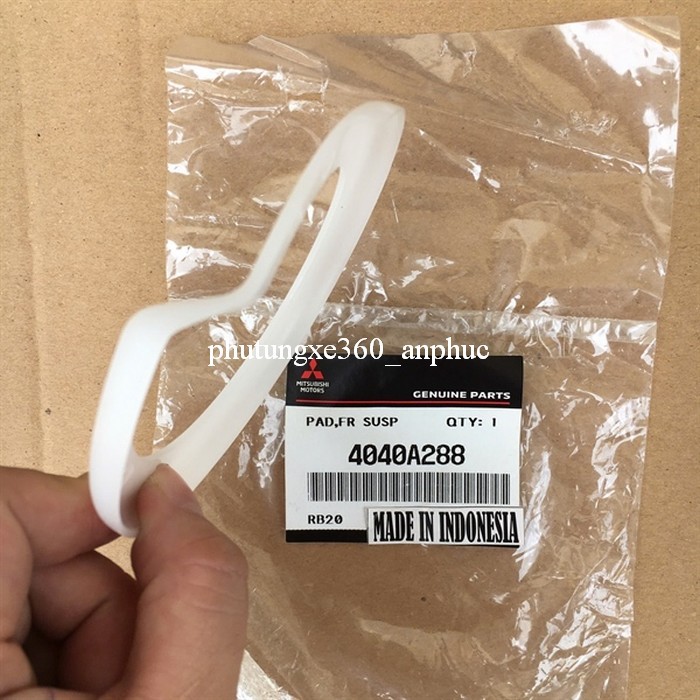 phutungxe360_anphuc
MITSUBISHI
MOTORS
GENUINE PARTS
PAD,FR SUSP QTY: 1
4040A288
RB20 MADE IN INDONESIA